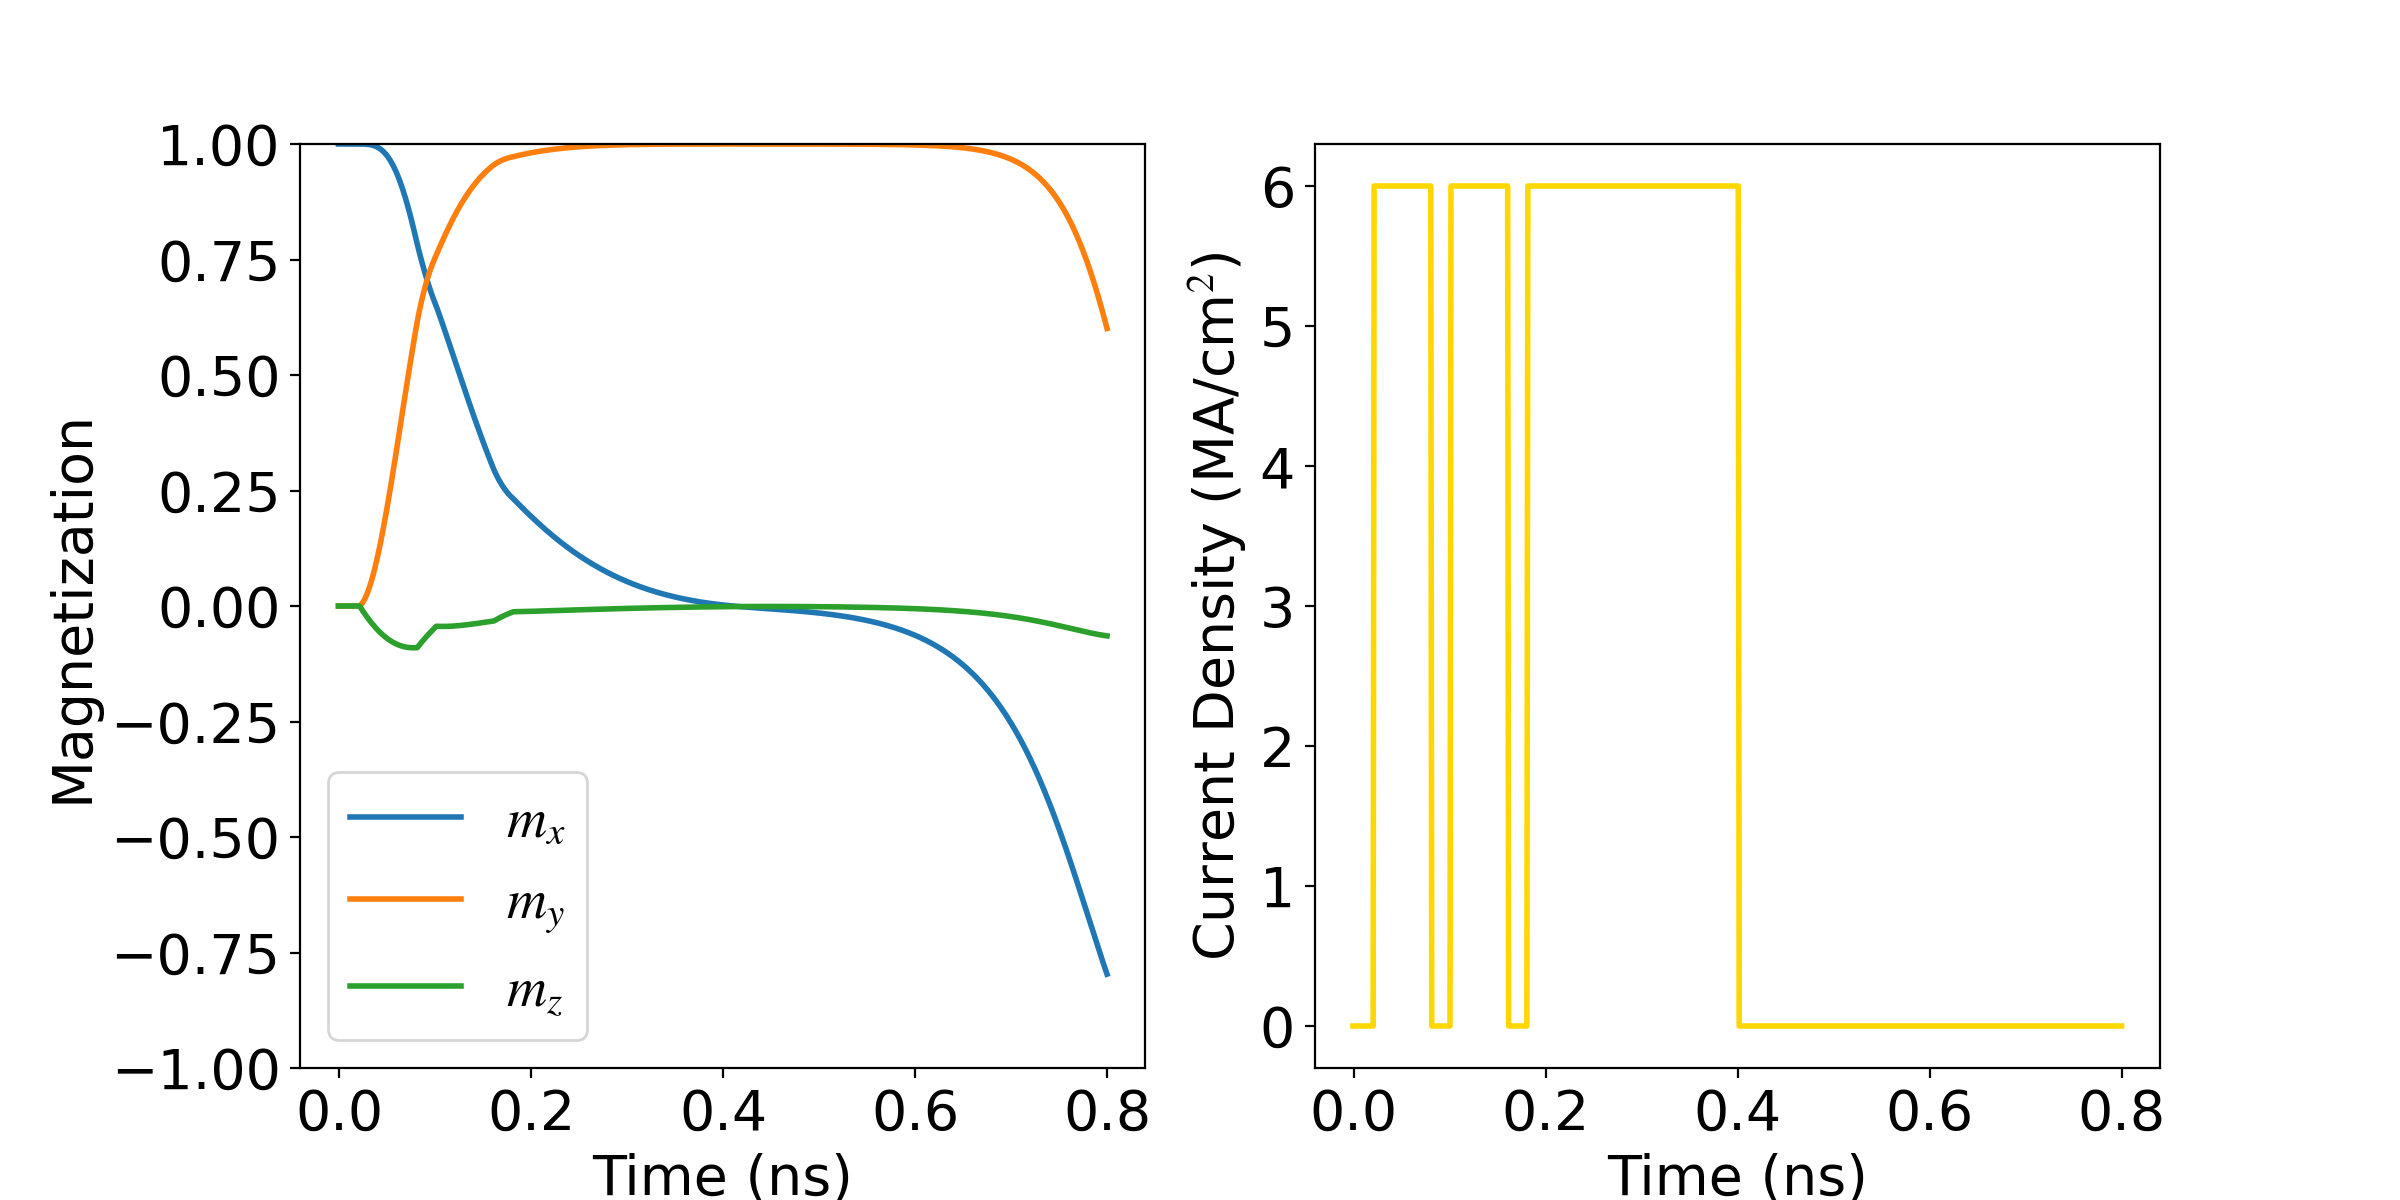 Magnetization
1.00
0.75
0.50
0.25
0.00
−0.25
−0.50
−0.75
−1.00
m_x
m_y
m_z
0.0 0.2 0.4 0.6 0.8
Time (ns)
Current Density (MA/cm²)
6
5
4
3
2
1
0
0.0 0.2 0.4 0.6 0.8
Time (ns)